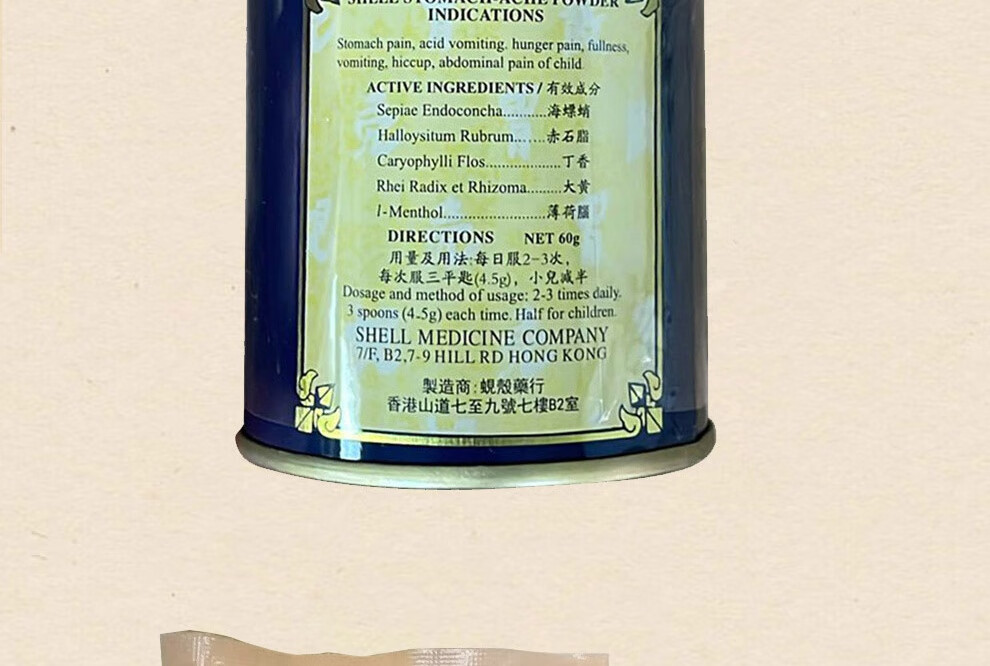 SHELL STOMACH-ACHE POWDER
INDICATIONS
Stomach pain, acid vomiting. hunger pain, fullness,
vomiting, hiccup, abdominal pain of child
ACTIVE INGREDIENTS / 有效成分
Sepiae Endoconcha...........海螵蛸
Halloysitum Rubrum.......赤石脂
Caryophylli Flos..................丁香
Rhei Radix et Rhizoma.........大黄
l-Menthol.........................薄荷腦
DIRECTIONS NET 60g
用量及用法:每日服2-3次,
每次服三平匙(4.5g), 小兒减半
Dosage and method of usage: 2-3 times daily.
3 spoons (4.5g) each time. Half for children.
SHELL MEDICINE COMPANY
7/F, B2,7-9 HILL RD HONG KONG
製造商:蜆殼藥行
香港山道七至九號七樓B2室